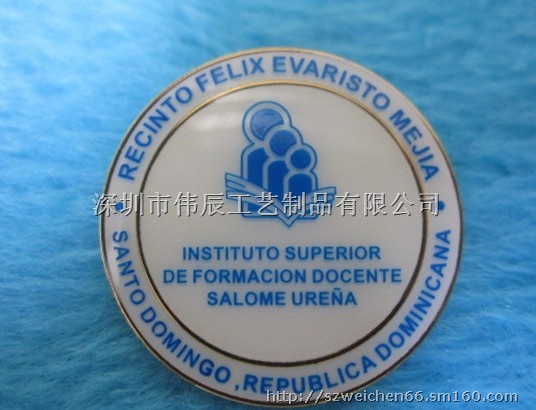 RECINTO FELIX EVARISTO MEJIA
深圳市伟辰工艺制品有限公司
INSTITUTO SUPERIOR
DE FORMACION DOCENTE
SALOME UREÑA
SANTO DOMINGO ,REPUBLICA DOMINICANA
http://szweichen66.sm160.com